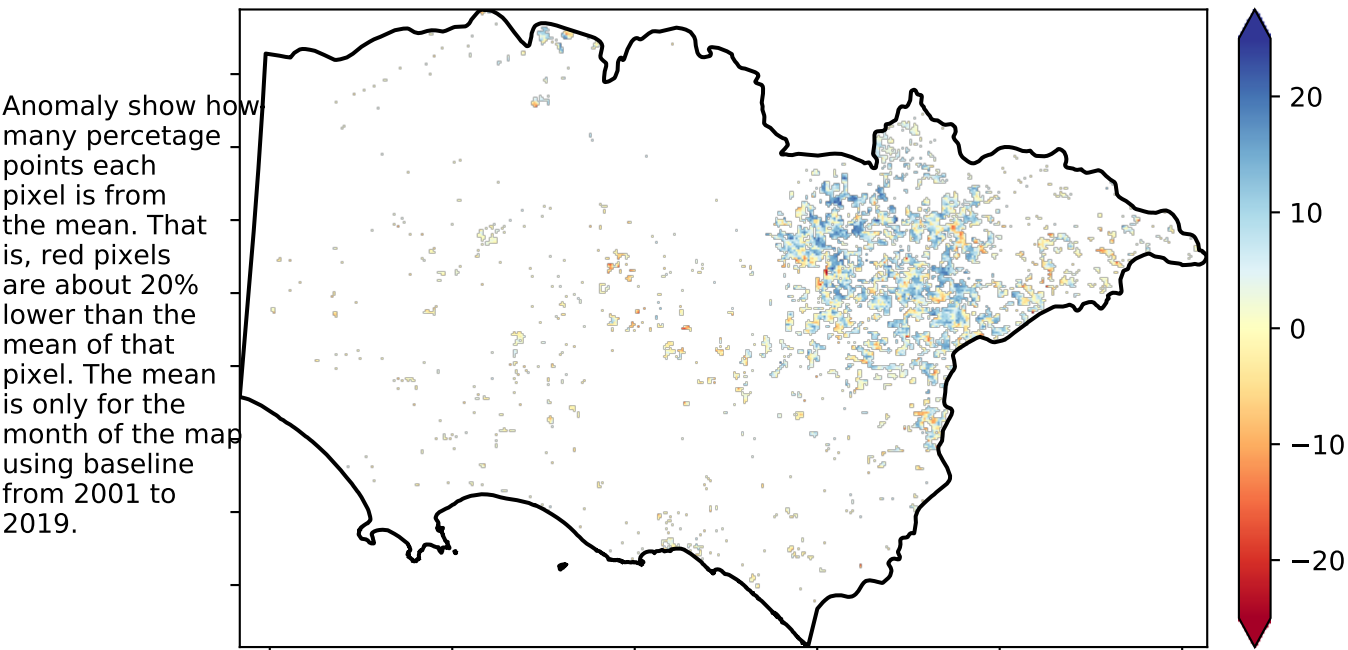 Anomaly show how
many percetage
points each
pixel is from
the mean. That
is, red pixels
are about 20%
lower than the
mean of that
pixel. The mean
is only for the
month of the map
using baseline
from 2001 to
2019.
20
10
0
−10
−20